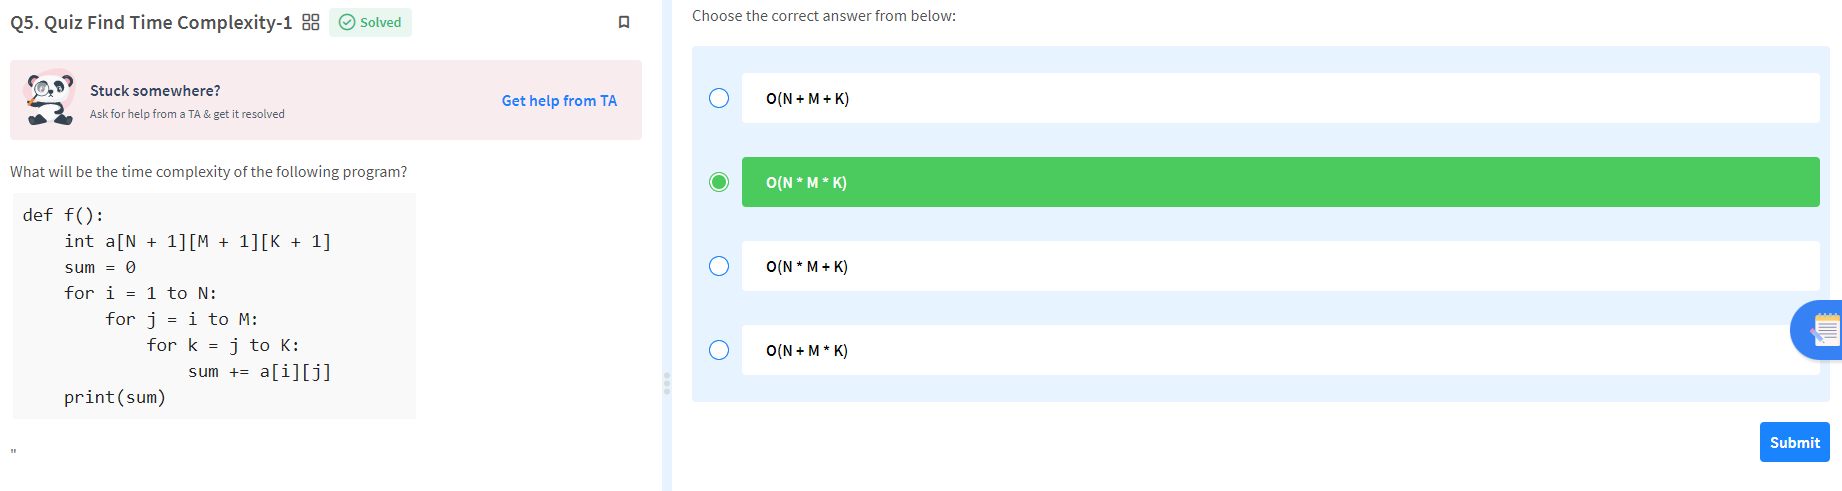 Q5. Quiz Find Time Complexity-1
Solved
Stuck somewhere?
Ask for help from a TA & get it resolved
Get help from TA
What will be the time complexity of the following program?
def f():
    int a[N + 1][M + 1][K + 1]
    sum = 0
    for i = 1 to N:
        for j = i to M:
            for k = j to K:
                sum += a[i][j]
    print(sum)
"
Choose the correct answer from below:
O(N + M + K)
O(N * M * K)
O(N * M + K)
O(N + M * K)
Submit